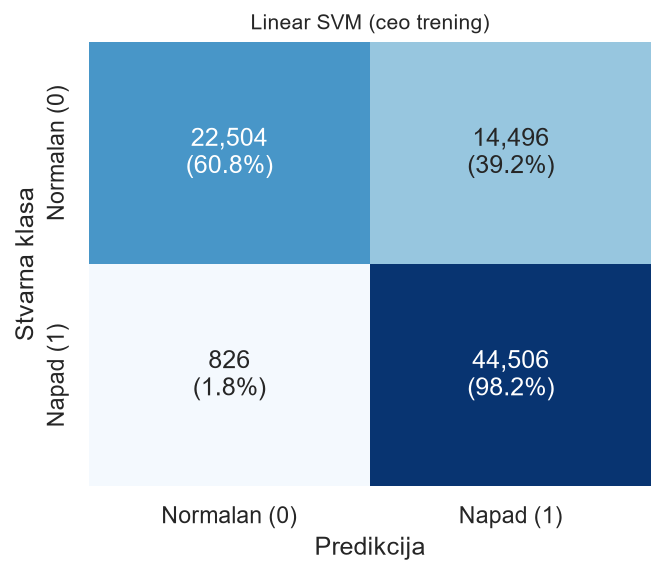 Linear SVM (ceo trening)
Stvarna klasa
Normalan (0)
22,504
(60.8%)
14,496
(39.2%)
Napad (1)
826
(1.8%)
44,506
(98.2%)
Normalan (0)
Napad (1)
Predikcija